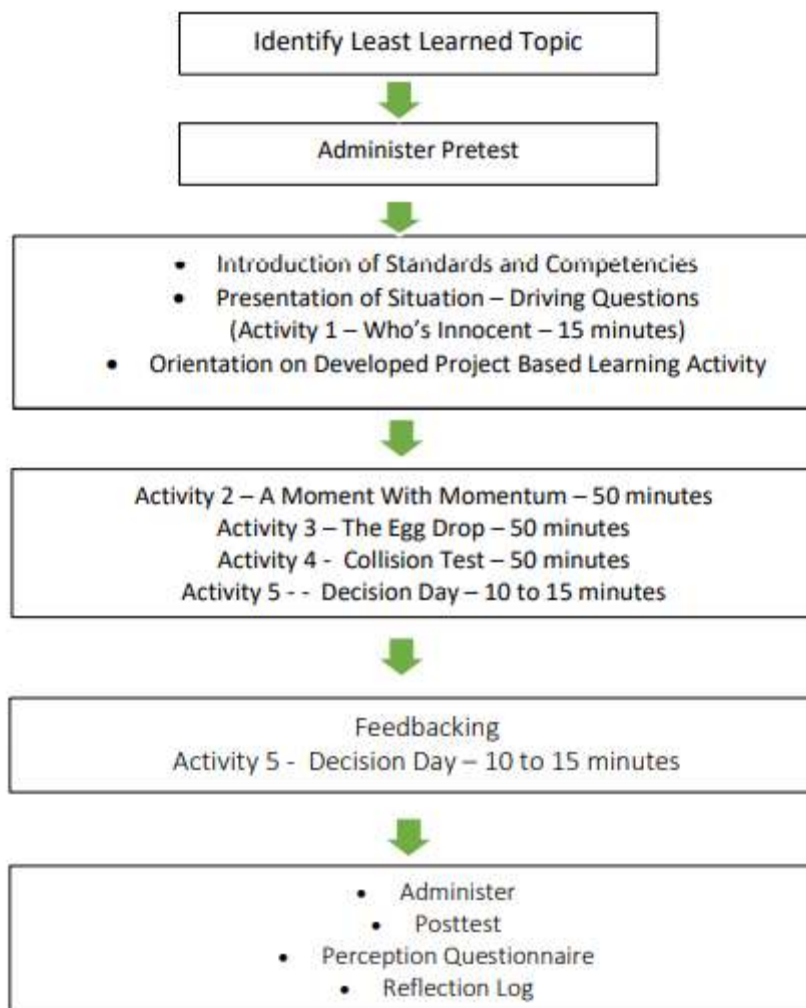 Identify Least Learned Topic
Administer Pretest
• Introduction of Standards and Competencies
• Presentation of Situation – Driving Questions
(Activity 1 – Who's Innocent – 15 minutes)
• Orientation on Developed Project Based Learning Activity
Activity 2 – A Moment With Momentum – 50 minutes
Activity 3 – The Egg Drop – 50 minutes
Activity 4 - Collision Test – 50 minutes
Activity 5 - - Decision Day – 10 to 15 minutes
Feedbacking
Activity 5 - Decision Day – 10 to 15 minutes
• Administer
• Posttest
• Perception Questionnaire
• Reflection Log